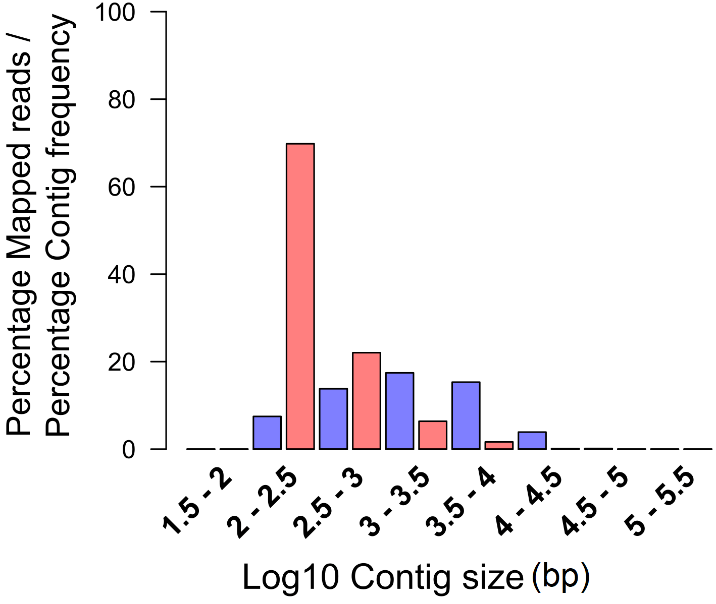 Percentage Mapped reads /
Percentage Contig frequency
100
80
60
40
20
0
1.5 - 2
2 - 2.5
2.5 - 3
3 - 3.5
3.5 - 4
4 - 4.5
4.5 - 5
5 - 5.5
Log10 Contig size (bp)